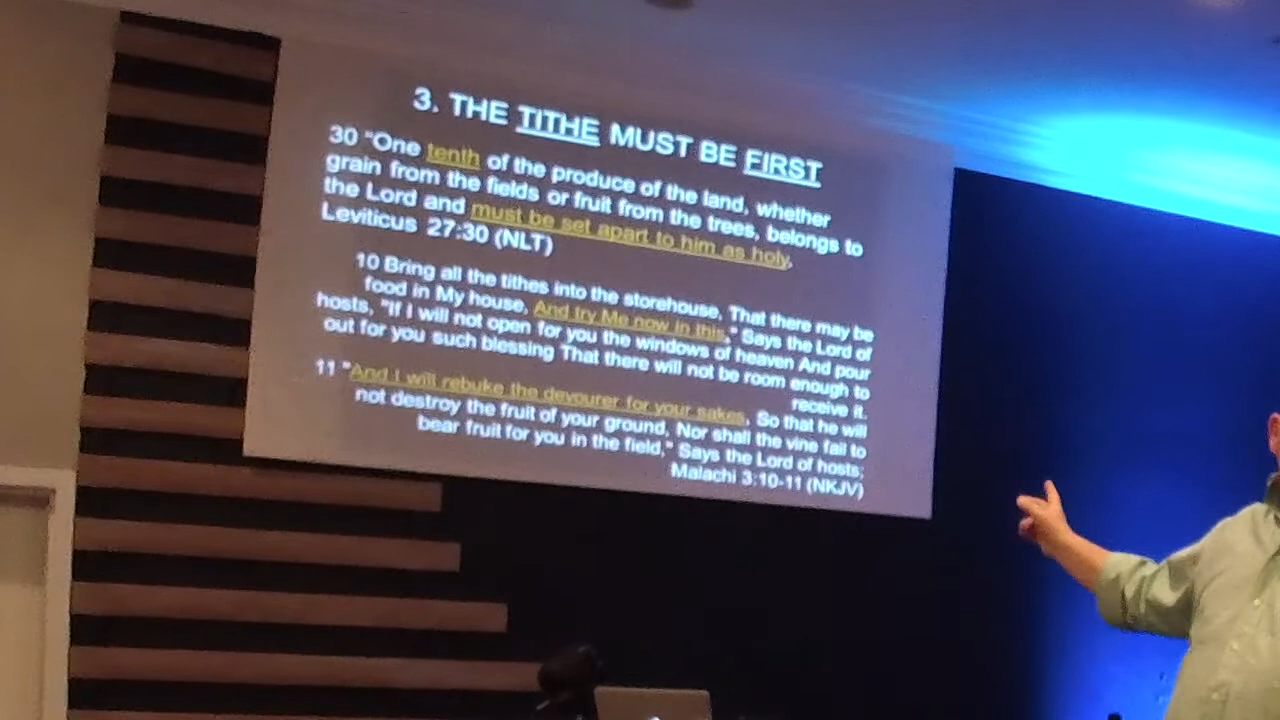 3. THE TITHE MUST BE FIRST
30 “One tenth of the produce of the land, whether
grain from the fields or fruit from the trees, belongs to
the Lord and must be set apart to him as holy.
Leviticus 27:30 (NLT)
10 Bring all the tithes into the storehouse, That there may be
food in My house, And try Me now in this,” Says the Lord of
hosts, “If I will not open for you the windows of heaven And pour
out for you such blessing That there will not be room enough to
receive it.
11 “And I will rebuke the devourer for your sakes, So that he will
not destroy the fruit of your ground, Nor shall the vine fail to
bear fruit for you in the field,” Says the Lord of hosts;
Malachi 3:10-11 (NKJV)